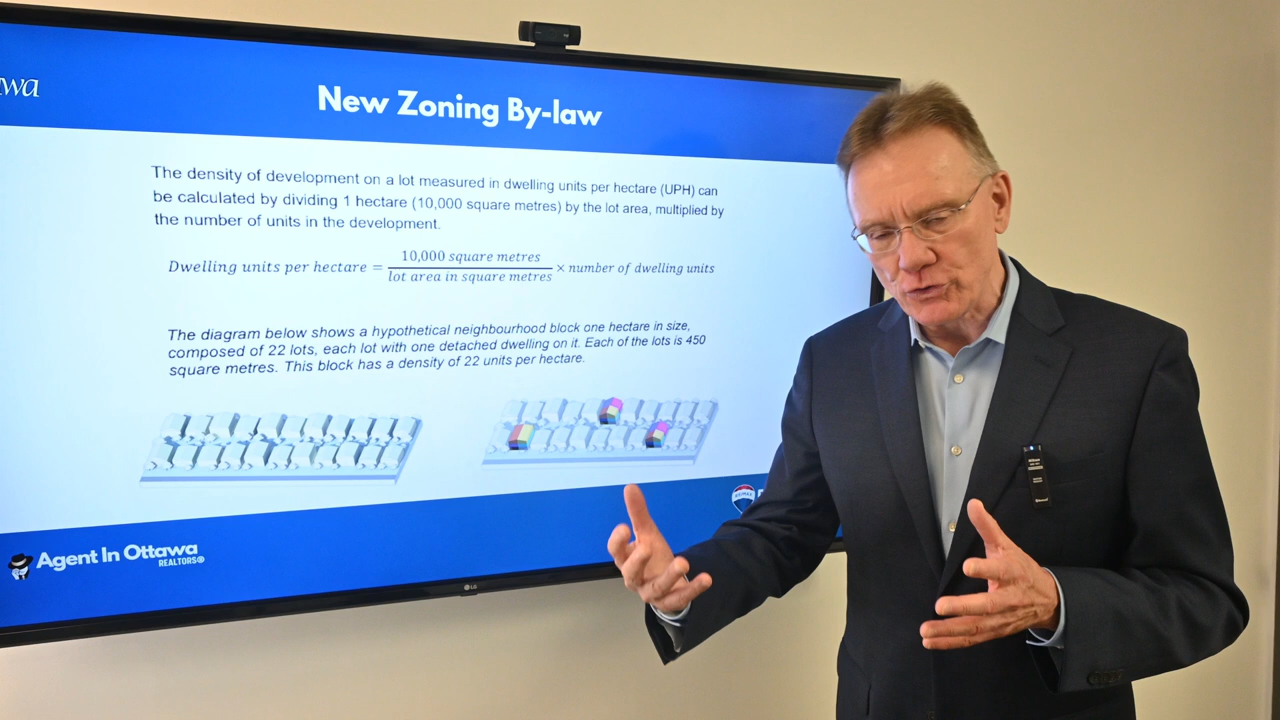 wa
New Zoning By-law
The density of development on a lot measured in dwelling units per hectare (UPH) can
be calculated by dividing 1 hectare (10,000 square metres) by the lot area, multiplied by
the number of units in the development.
Dwelling units per hectare = 10,000 square metres / lot area in square metres × number of dwelling units
The diagram below shows a hypothetical neighbourhood block one hectare in size,
composed of 22 lots, each lot with one detached dwelling on it. Each of the lots is 450
square metres. This block has a density of 22 units per hectare.
Agent In Ottawa
REALTORS®
RE/MAX
LG